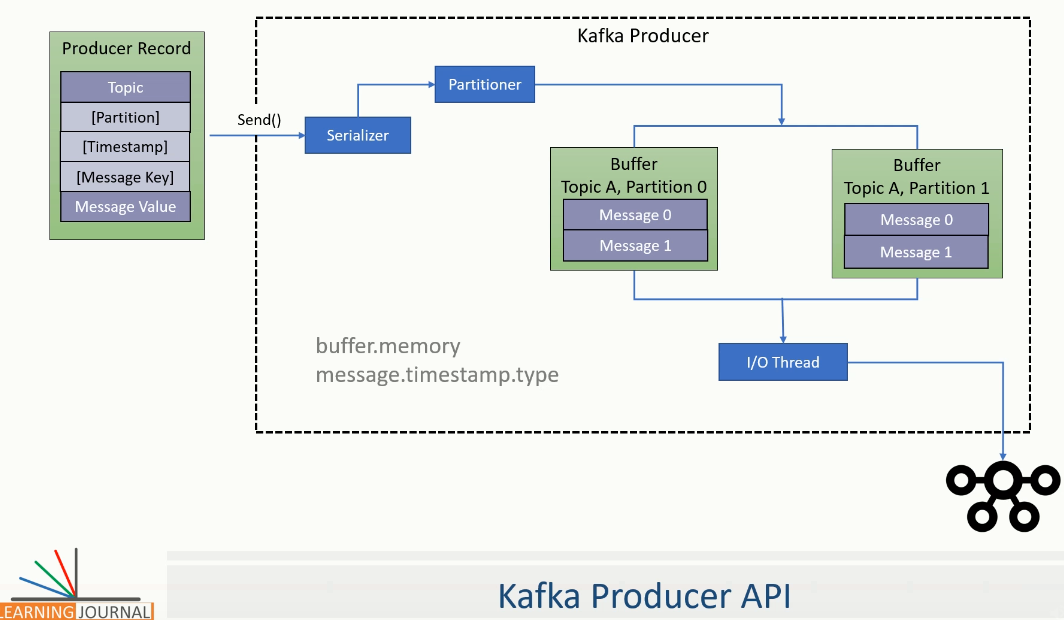 Kafka Producer
Producer Record
Topic
[Partition]
[Timestamp]
[Message Key]
Message Value
Send()
Serializer
Partitioner
Buffer
Topic A, Partition 0
Message 0
Message 1
Buffer
Topic A, Partition 1
Message 0
Message 1
buffer.memory
message.timestamp.type
I/O Thread
LEARNING JOURNAL
Kafka Producer API